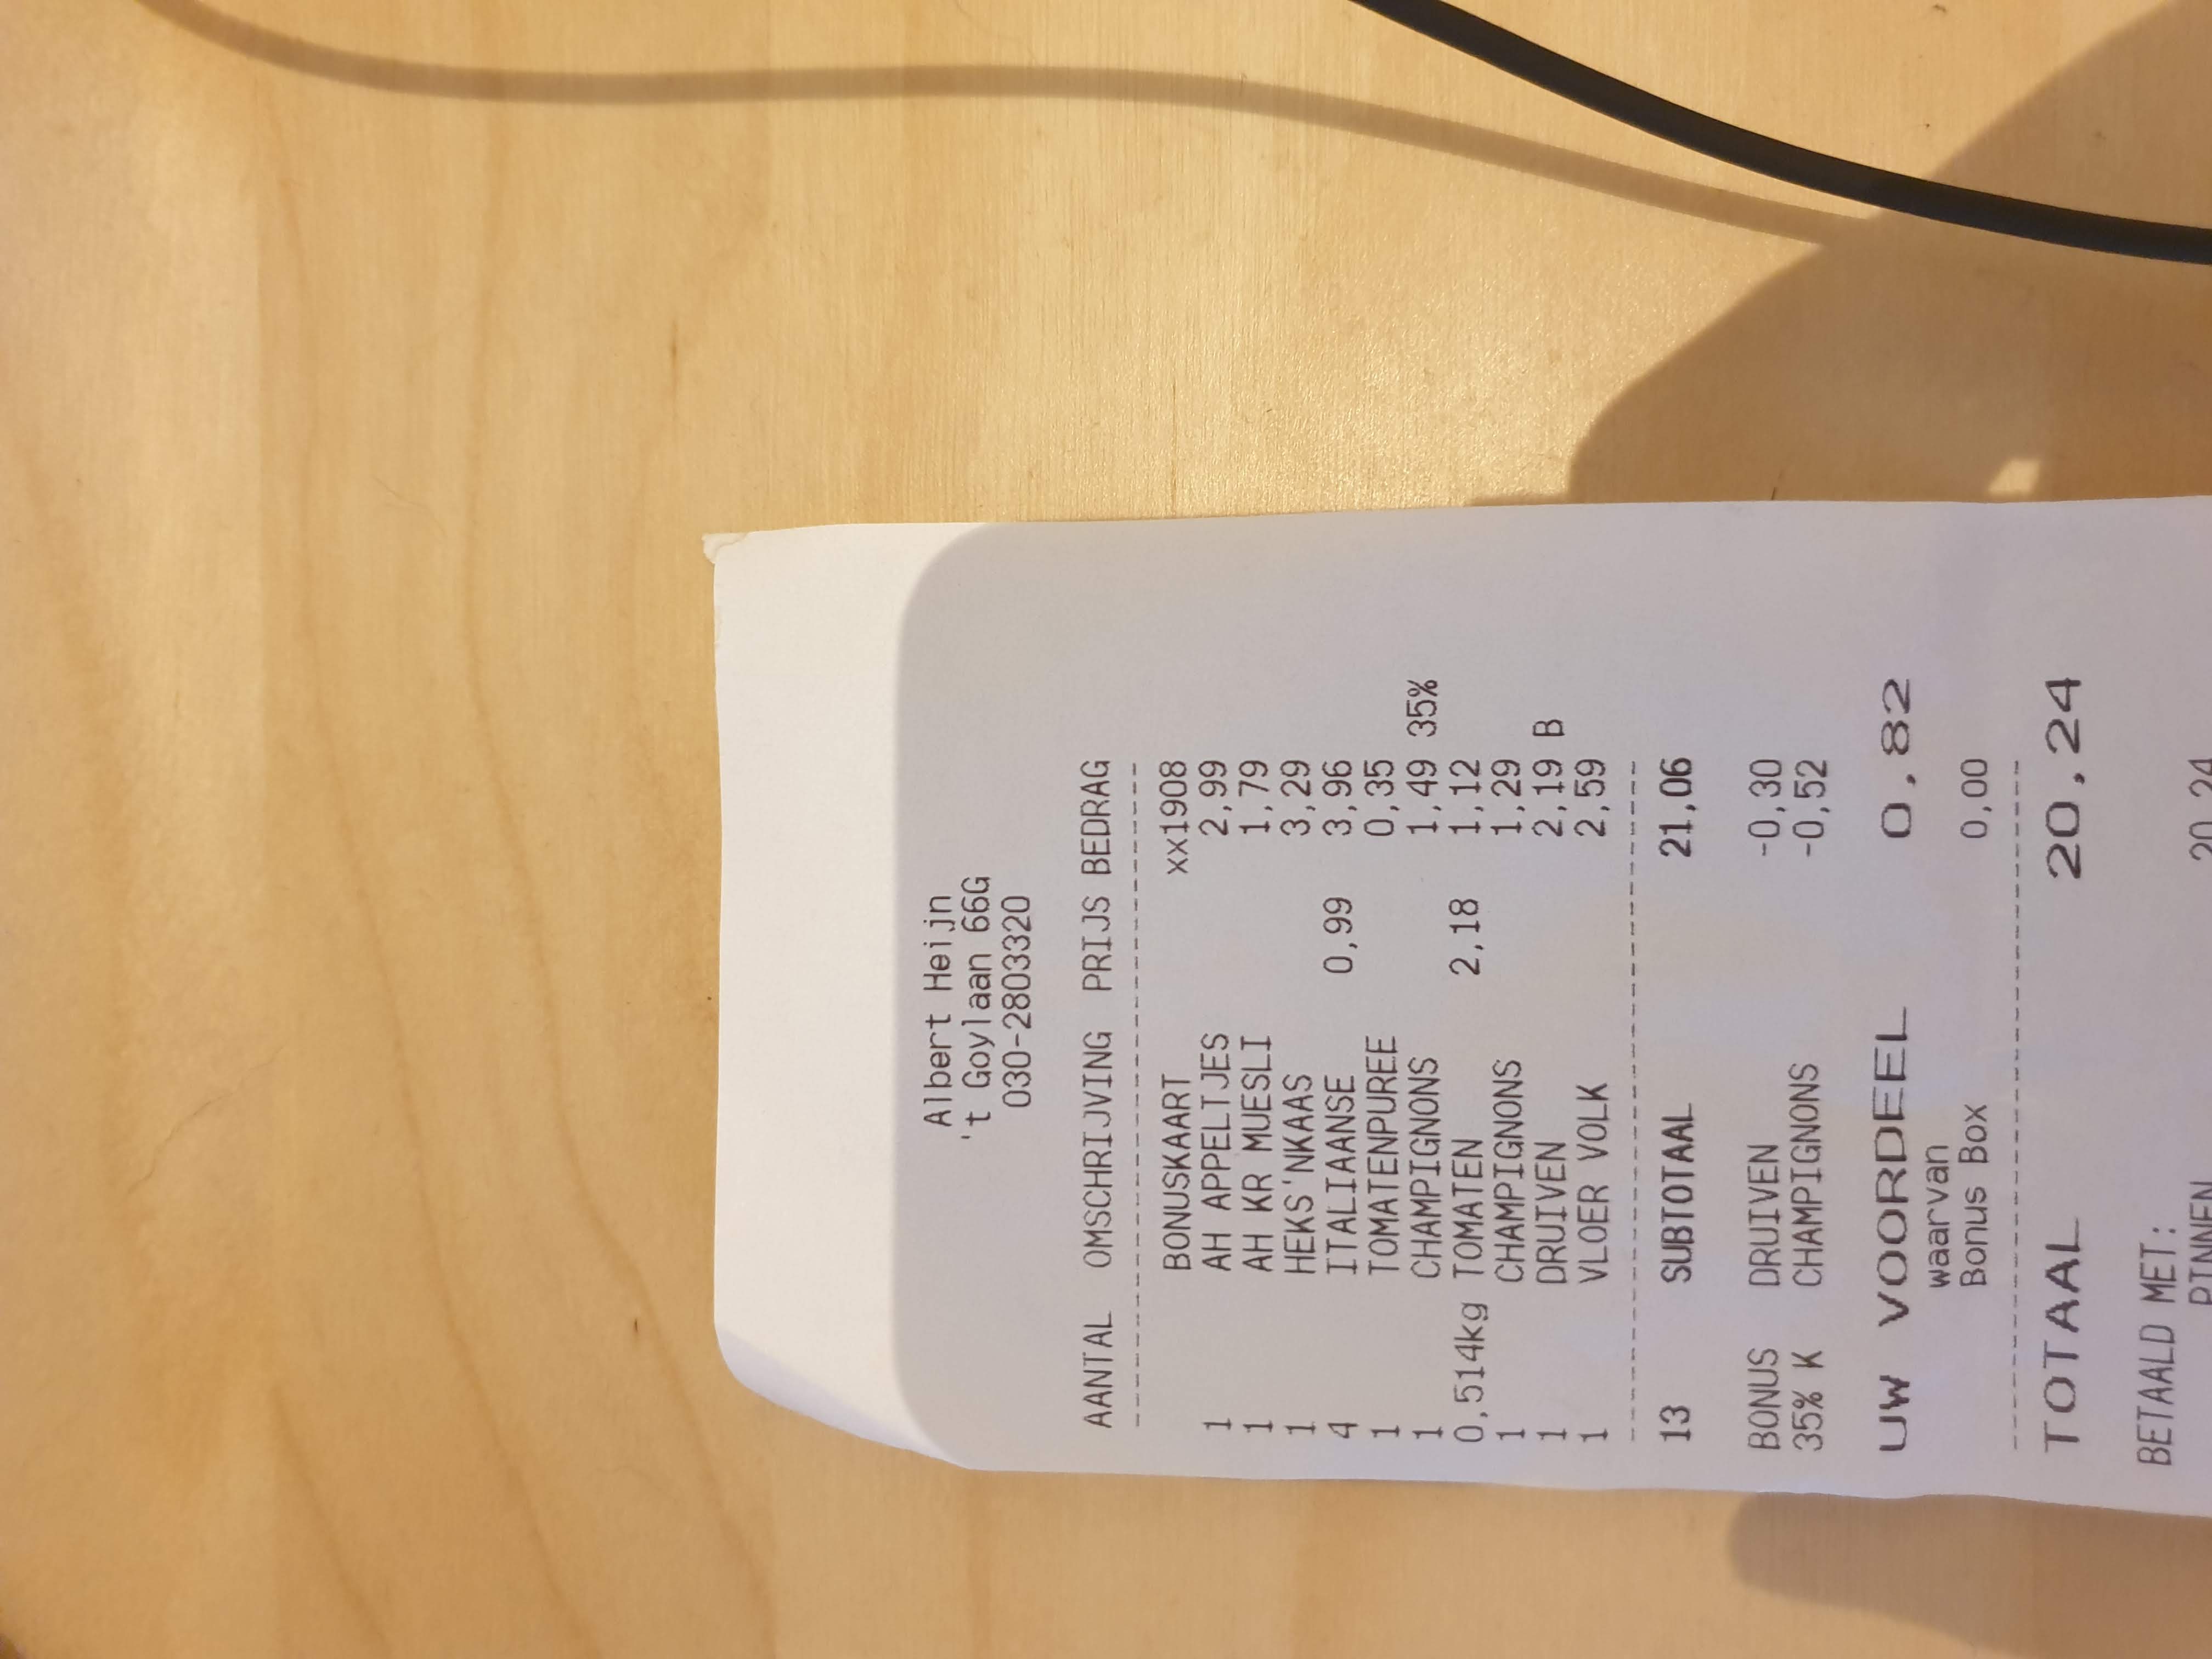 Albert Heijn
't Goylaan 66G
030-2803320
AANTAL OMSCHRIJVING PRIJS BEDRAG
BONUSKAART xx1908
1 AH APPELTJES 2,99
1 AH KR MUESLI 1,79
1 HEKS'NKAAS 3,29
4 ITALIAANSE 0,99 3,96
1 TOMATENPUREE 0,35
1 CHAMPIGNONS 1,49 35%
0,514kg TOMATEN 2,18 1,12
1 CHAMPIGNONS 1,29
1 DRUIVEN 2,19 B
1 VLOER VOLK 2,59
13 SUBTOTAAL 21,06
BONUS DRUIVEN -0,30
35% K CHAMPIGNONS -0,52
UW VOORDEEL 0,82
waarvan
Bonus Box 0,00
TOTAAL 20,24
BETAALD MET:
PINNEN 20,24